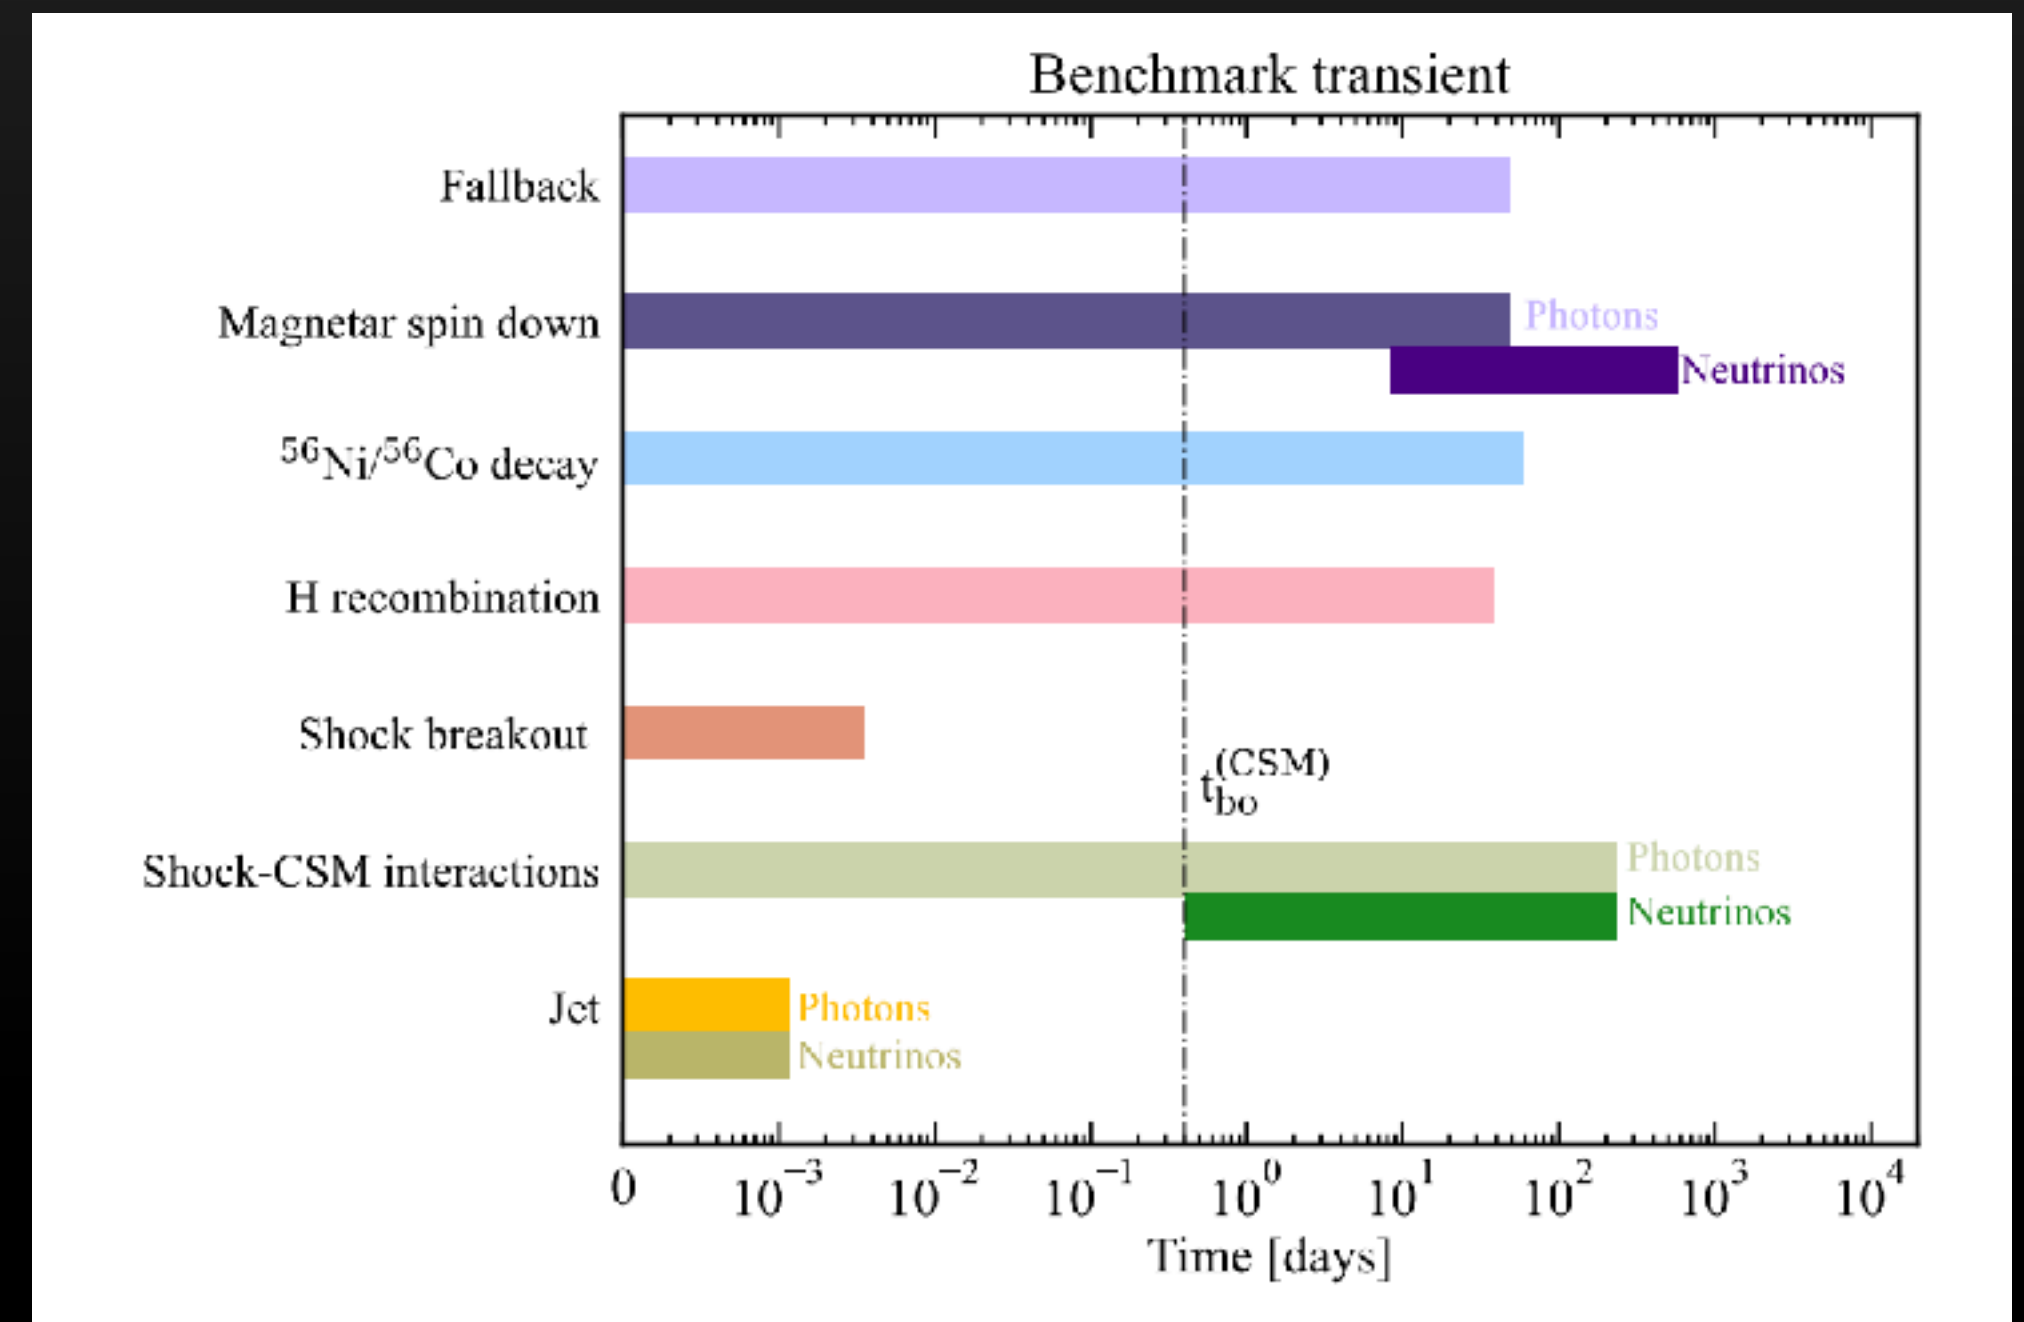 Benchmark transient
Fallback
Magnetar spin down
Photons
Neutrinos
⁵⁶Ni/⁵⁶Co decay
H recombination
Shock breakout
t_bo^(CSM)
Shock-CSM interactions
Photons
Neutrinos
Jet
Photons
Neutrinos
0 10⁻³ 10⁻² 10⁻¹ 10⁰ 10¹ 10² 10³ 10⁴
Time [days]